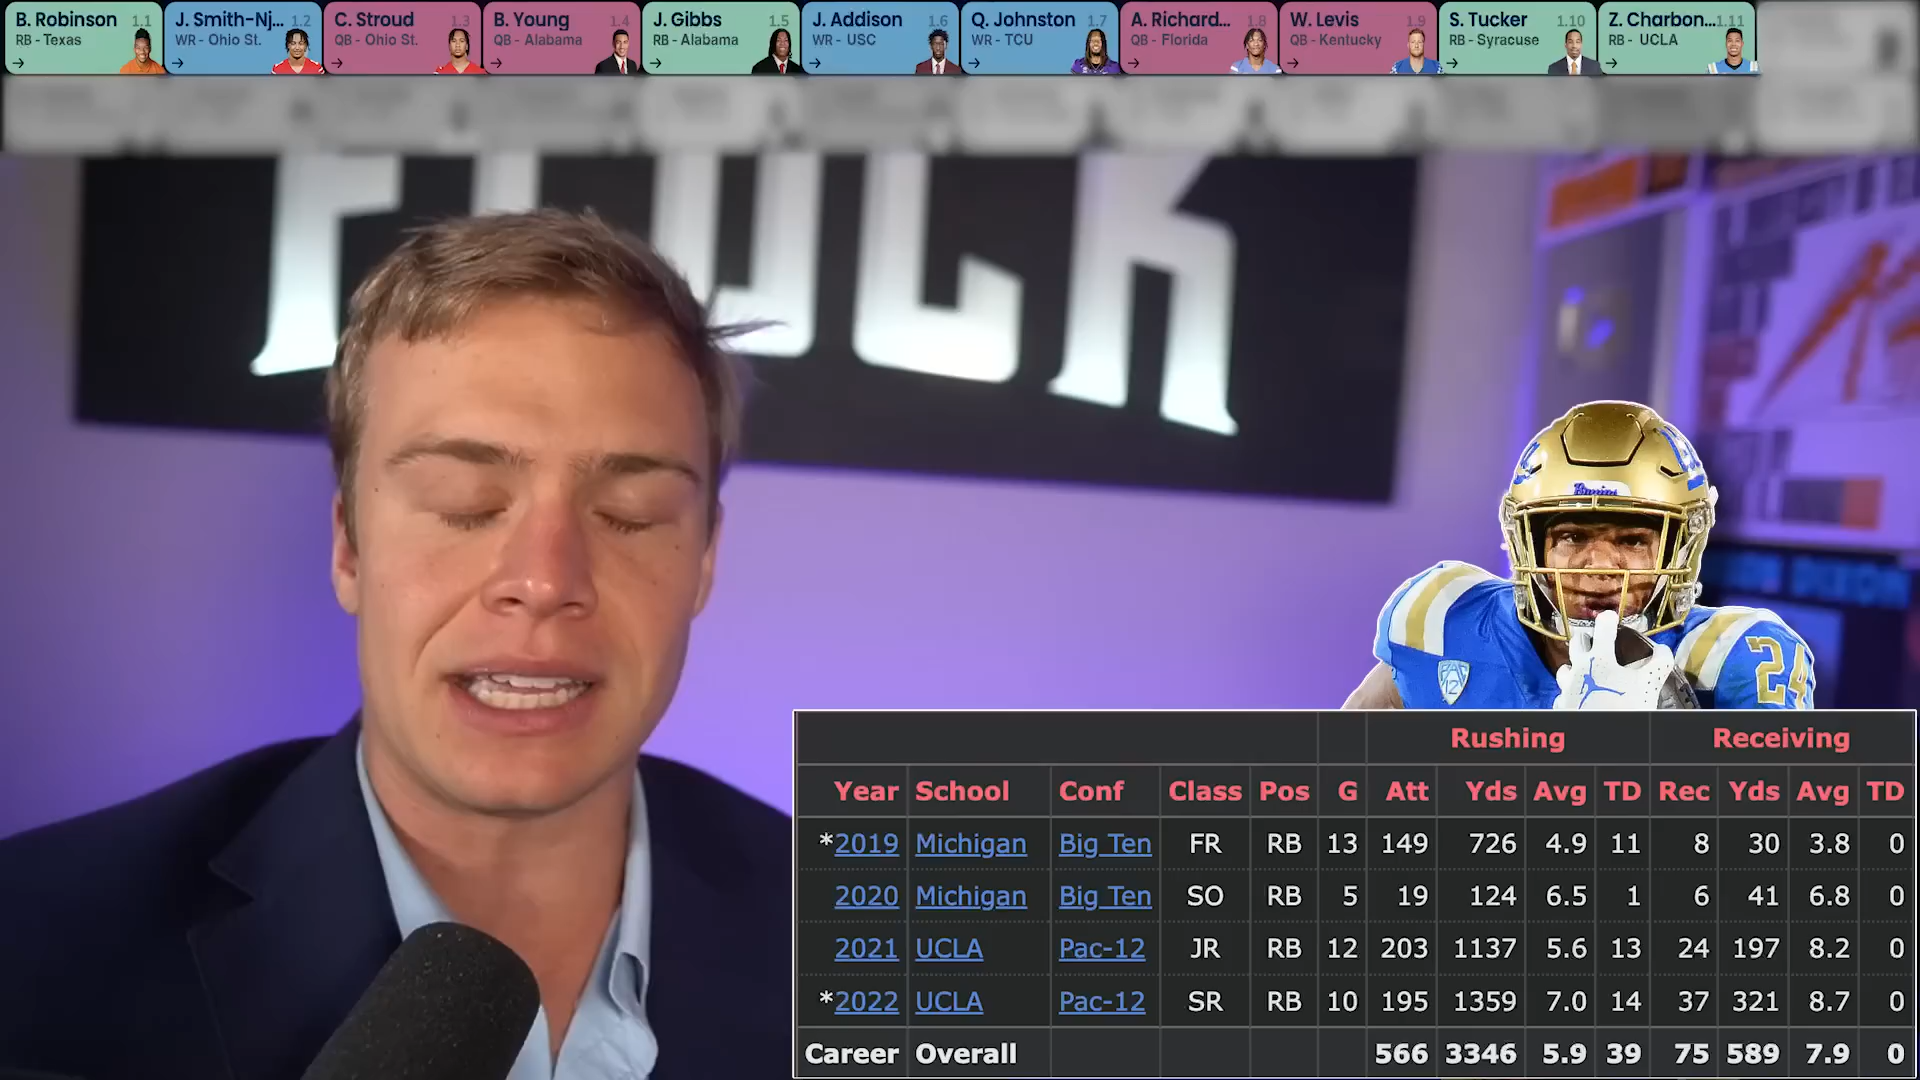 B. Robinson 1.1
RB - Texas
→
J. Smith-Nj... 1.2
WR - Ohio St.
→
C. Stroud 1.3
QB - Ohio St.
→
B. Young 1.4
QB - Alabama
→
J. Gibbs 1.5
RB - Alabama
→
J. Addison 1.6
WR - USC
→
Q. Johnston 1.7
WR - TCU
→
A. Richard... 1.8
QB - Florida
→
W. Levis 1.9
QB - Kentucky
→
S. Tucker 1.10
RB - Syracuse
→
Z. Charbon... 1.11
RB - UCLA
→
FLOCK
Bruins
PAC 12
24
Rushing Receiving
Year School Conf Class Pos G Att Yds Avg TD Rec Yds Avg TD
*2019 Michigan Big Ten FR RB 13 149 726 4.9 11 8 30 3.8 0
2020 Michigan Big Ten SO RB 5 19 124 6.5 1 6 41 6.8 0
2021 UCLA Pac-12 JR RB 12 203 1137 5.6 13 24 197 8.2 0
*2022 UCLA Pac-12 SR RB 10 195 1359 7.0 14 37 321 8.7 0
Career Overall 566 3346 5.9 39 75 589 7.9 0